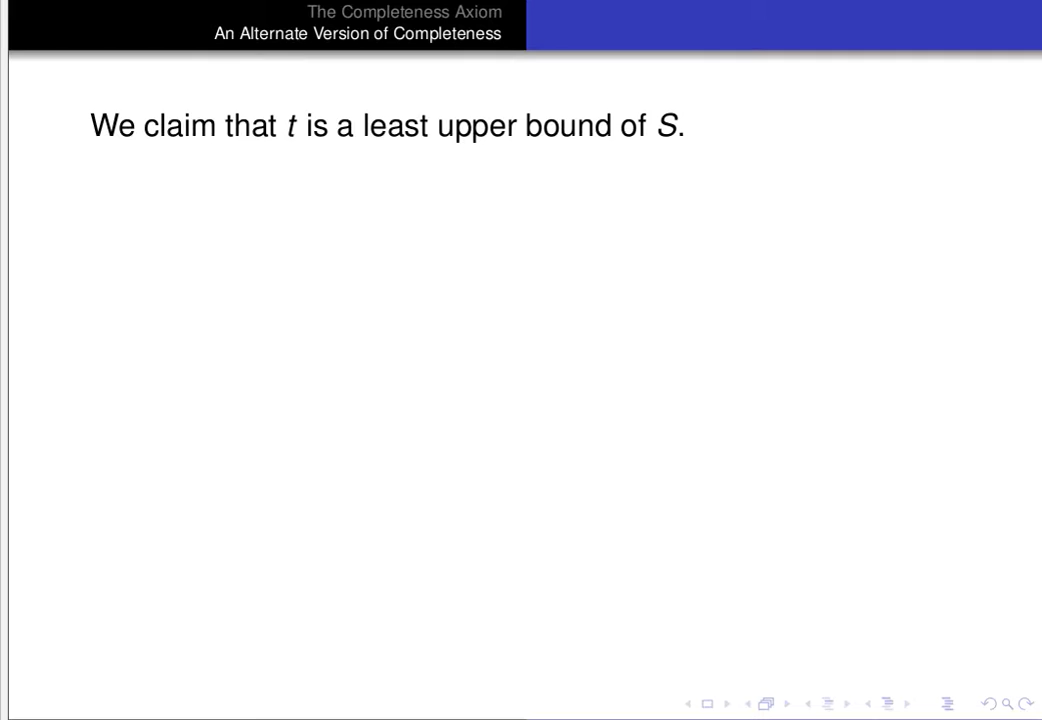 The Completeness Axiom
An Alternate Version of Completeness
We claim that t is a least upper bound of S.